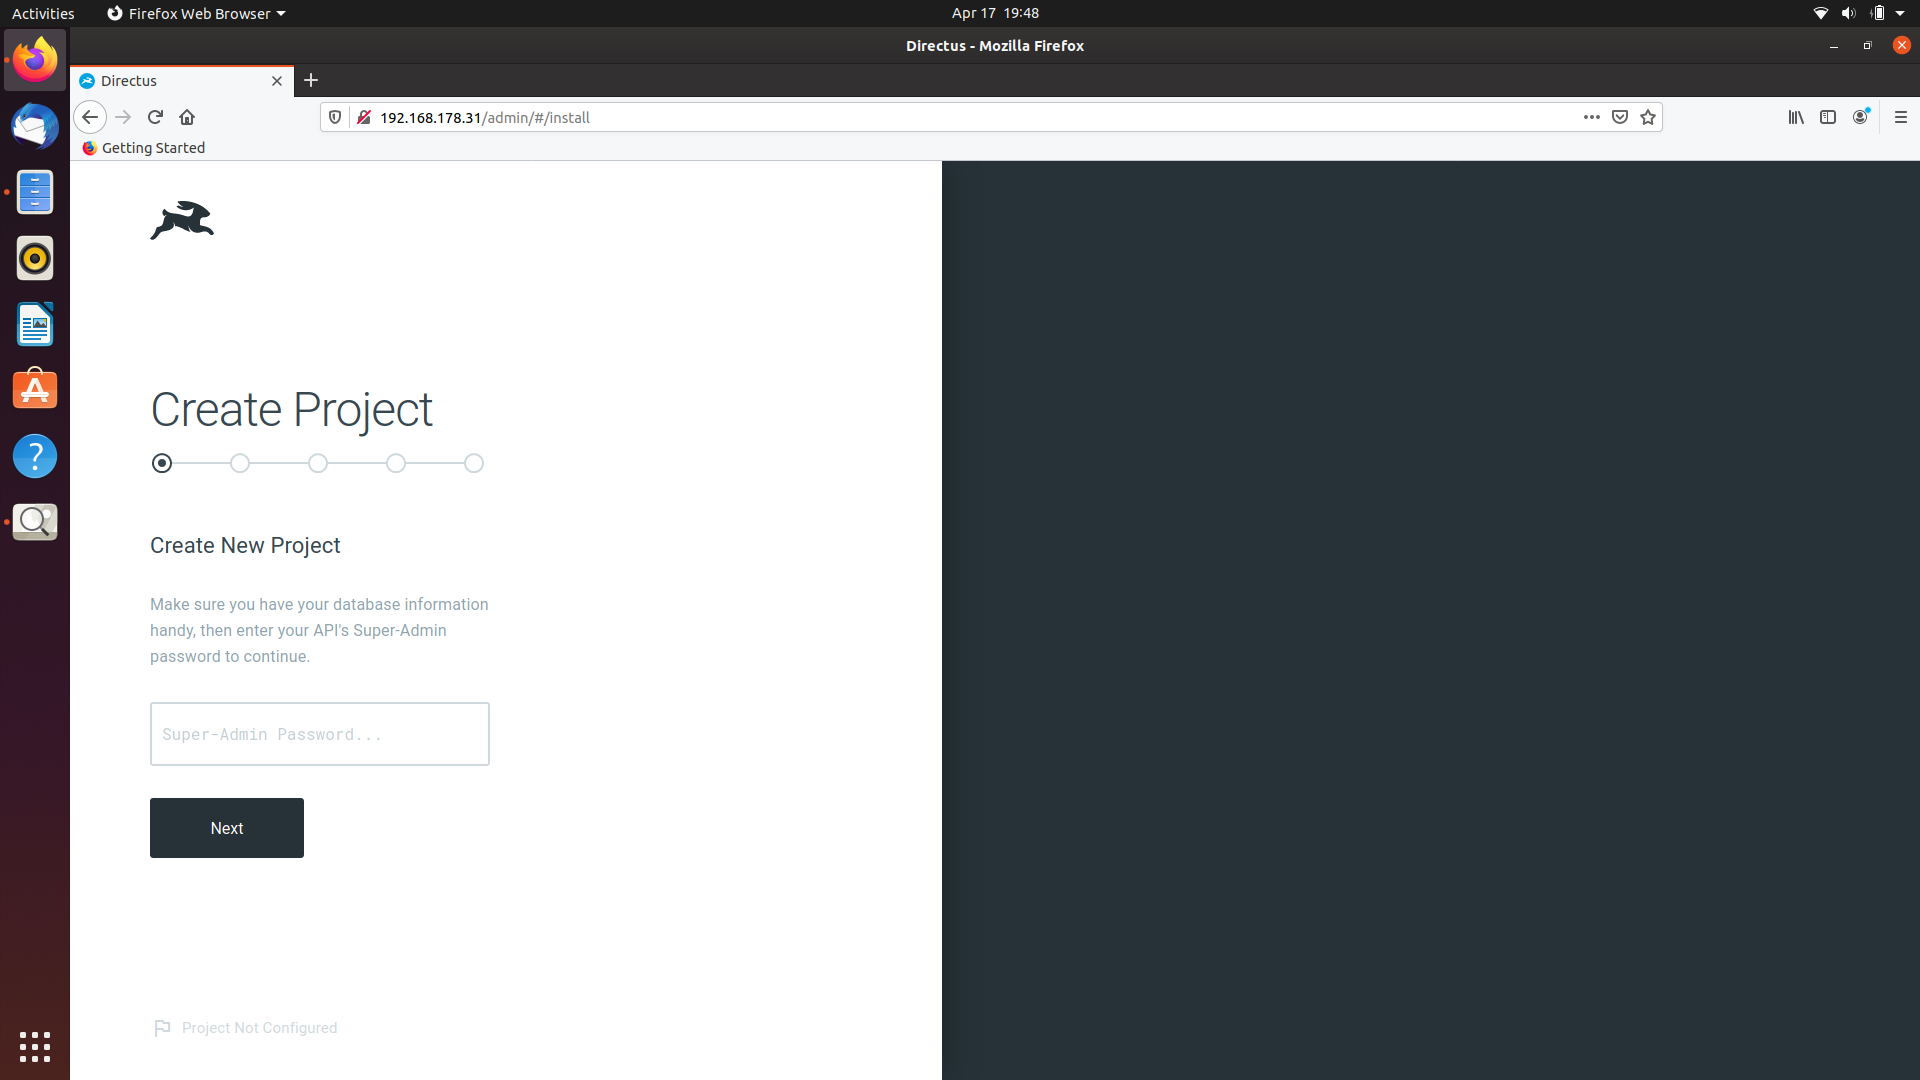 Activities
Firefox Web Browser
Apr 17 19:48
Directus - Mozilla Firefox
Directus
192.168.178.31/admin/#/install
Getting Started
Create Project
Create New Project
Make sure you have your database information
handy, then enter your API's Super-Admin
password to continue.
Super-Admin Password...
Next
Project Not Configured